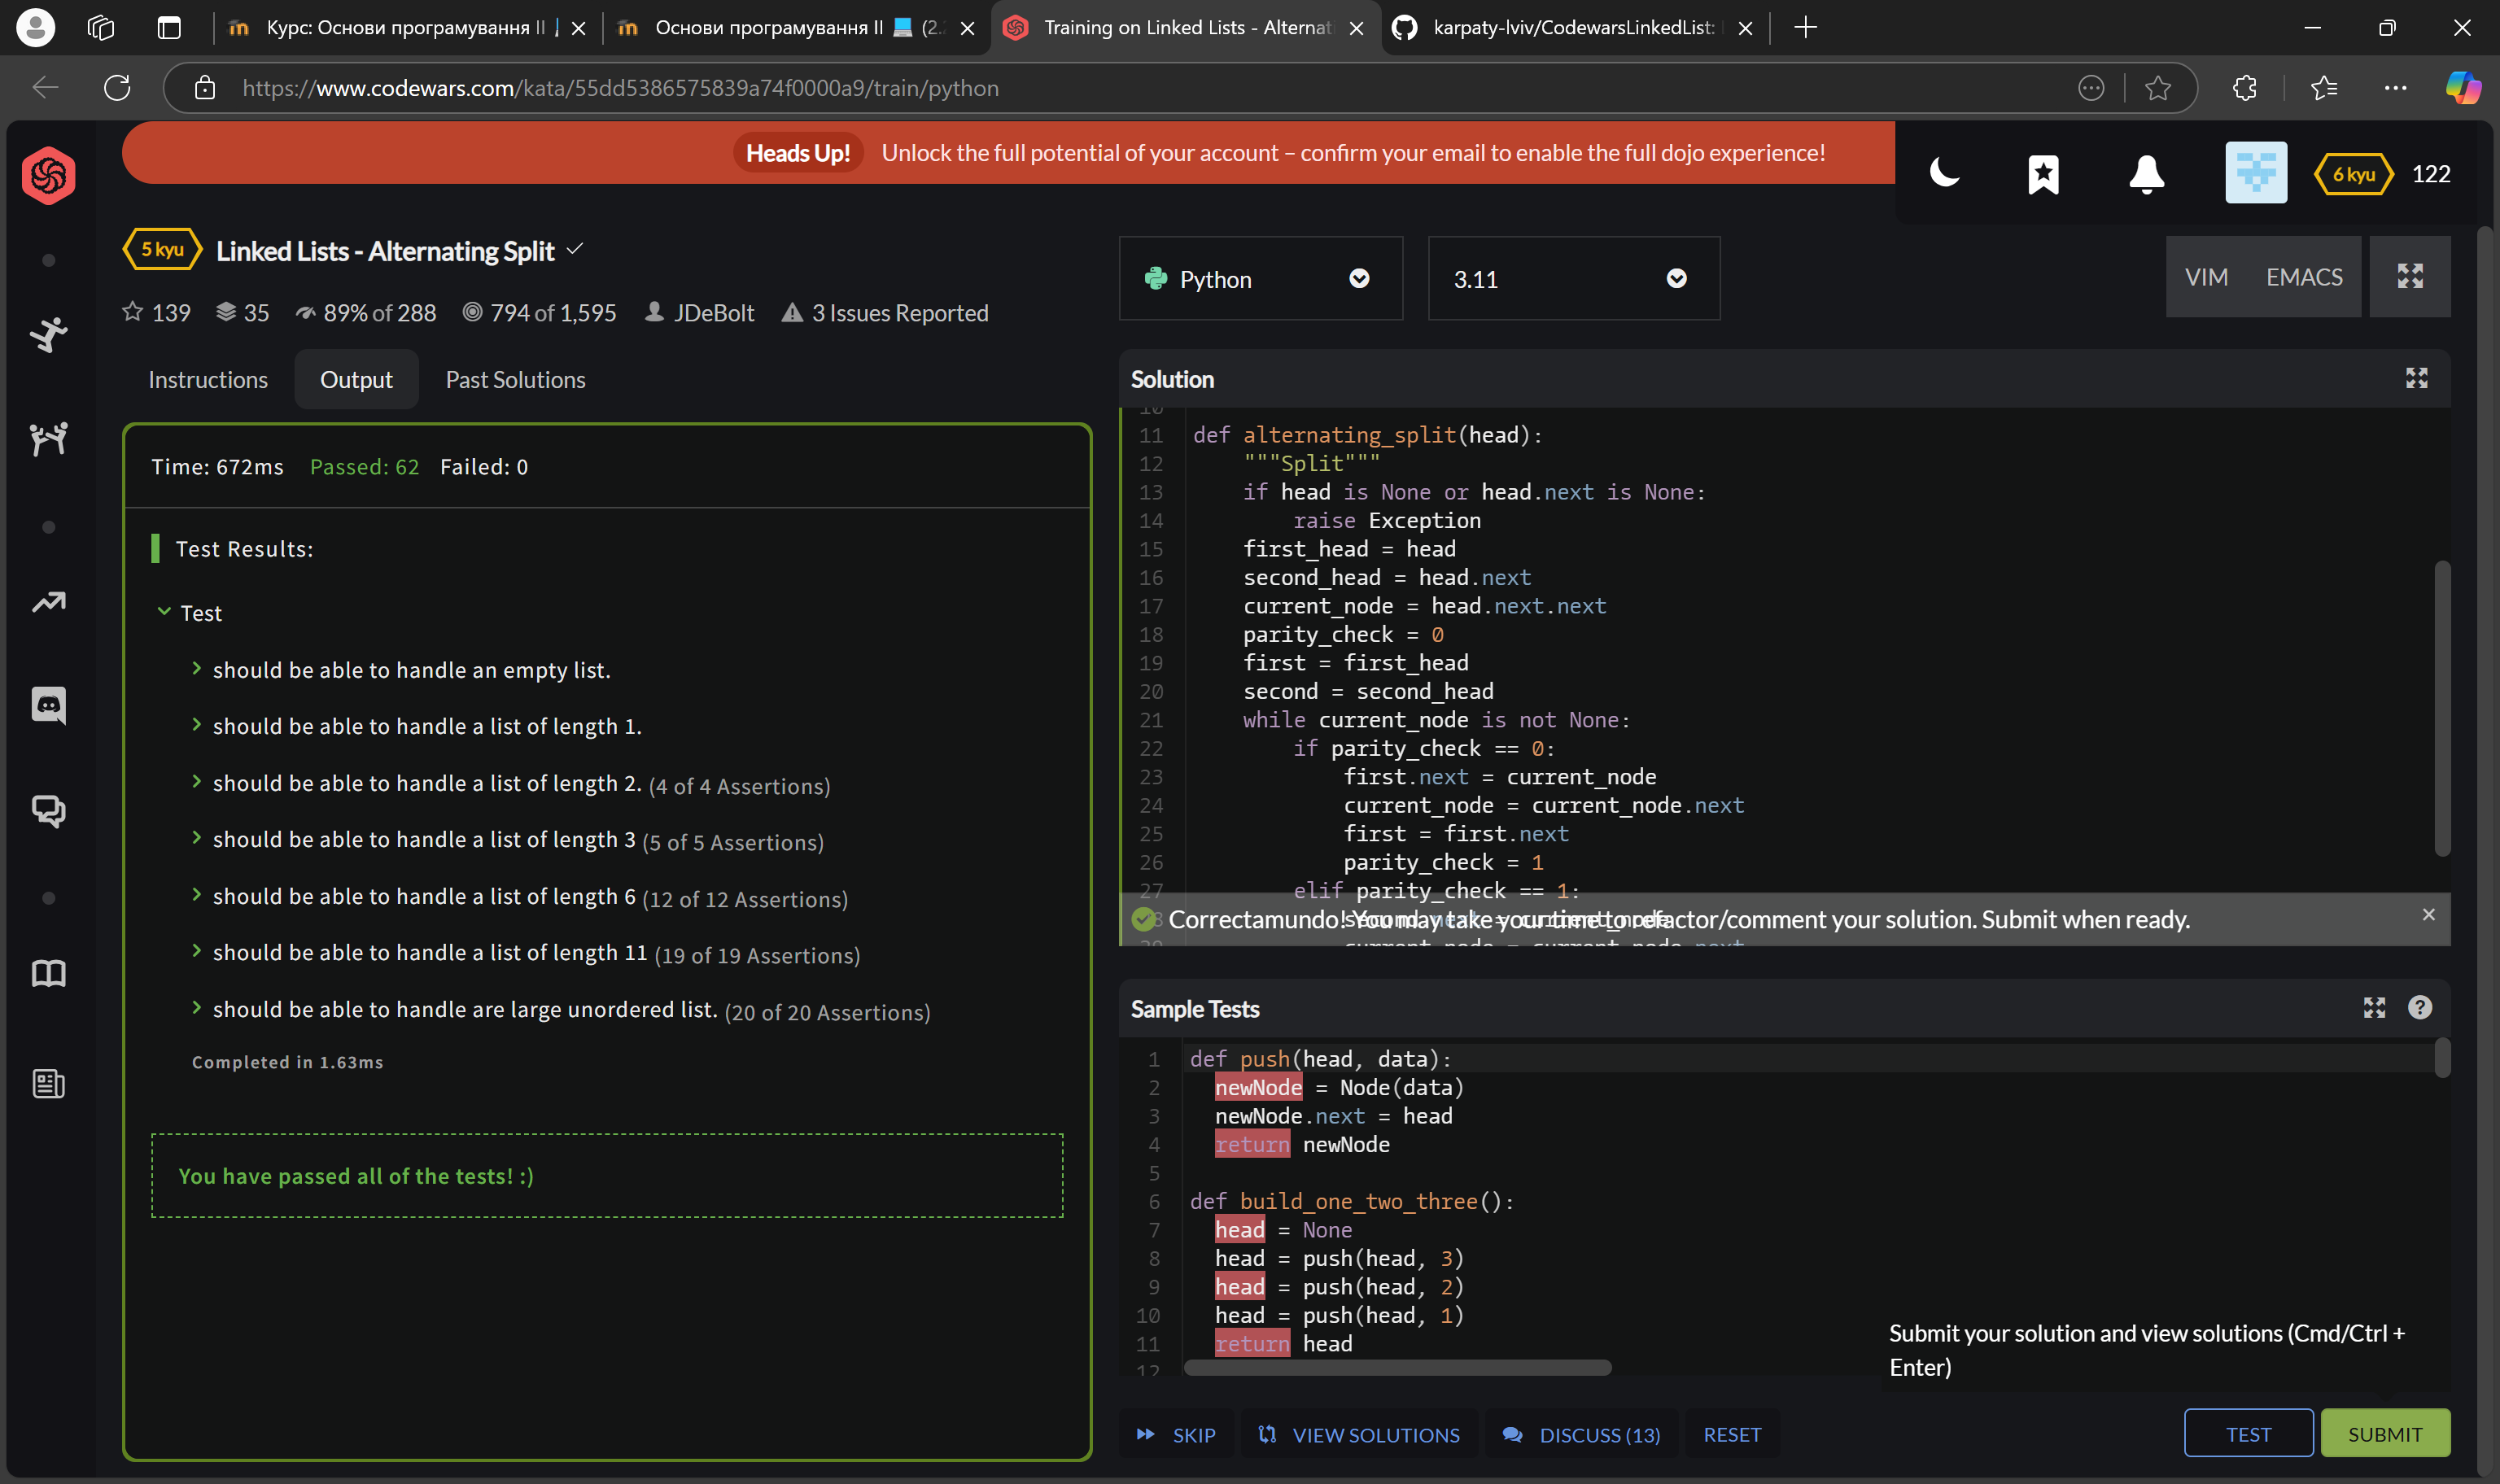 Курс: Основи програмування ІІ
Основи програмування ІІ 💻 (2.
Training on Linked Lists - Alternat
karpaty-lviv/CodewarsLinkedList:
https://www.codewars.com/kata/55dd5386575839a74f0000a9/train/python
Heads Up! Unlock the full potential of your account – confirm your email to enable the full dojo experience!
6 kyu 122
5 kyu Linked Lists - Alternating Split
139 35 89% of 288 794 of 1,595 JDeBolt 3 Issues Reported
Python
3.11
VIM EMACS
Instructions Output Past Solutions
Time: 672ms Passed: 62 Failed: 0
Test Results:
Test
should be able to handle an empty list.
should be able to handle a list of length 1.
should be able to handle a list of length 2. (4 of 4 Assertions)
should be able to handle a list of length 3 (5 of 5 Assertions)
should be able to handle a list of length 6 (12 of 12 Assertions)
should be able to handle a list of length 11 (19 of 19 Assertions)
should be able to handle are large unordered list. (20 of 20 Assertions)
Completed in 1.63ms
You have passed all of the tests! :)
Solution
10
11 def alternating_split(head):
12 """Split"""
13 if head is None or head.next is None:
14 raise Exception
15 first_head = head
16 second_head = head.next
17 current_node = head.next.next
18 parity_check = 0
19 first = first_head
20 second = second_head
21 while current_node is not None:
22 if parity_check == 0:
23 first.next = current_node
24 current_node = current_node.next
25 first = first.next
26 parity_check = 1
27 elif parity_check == 1:
Correctamundo! You may take your time to refactor/comment your solution. Submit when ready.
Sample Tests
1 def push(head, data):
2 newNode = Node(data)
3 newNode.next = head
4 return newNode
5
6 def build_one_two_three():
7 head = None
8 head = push(head, 3)
9 head = push(head, 2)
10 head = push(head, 1)
11 return head
12
Submit your solution and view solutions (Cmd/Ctrl +
Enter)
SKIP VIEW SOLUTIONS DISCUSS (13) RESET
TEST SUBMIT